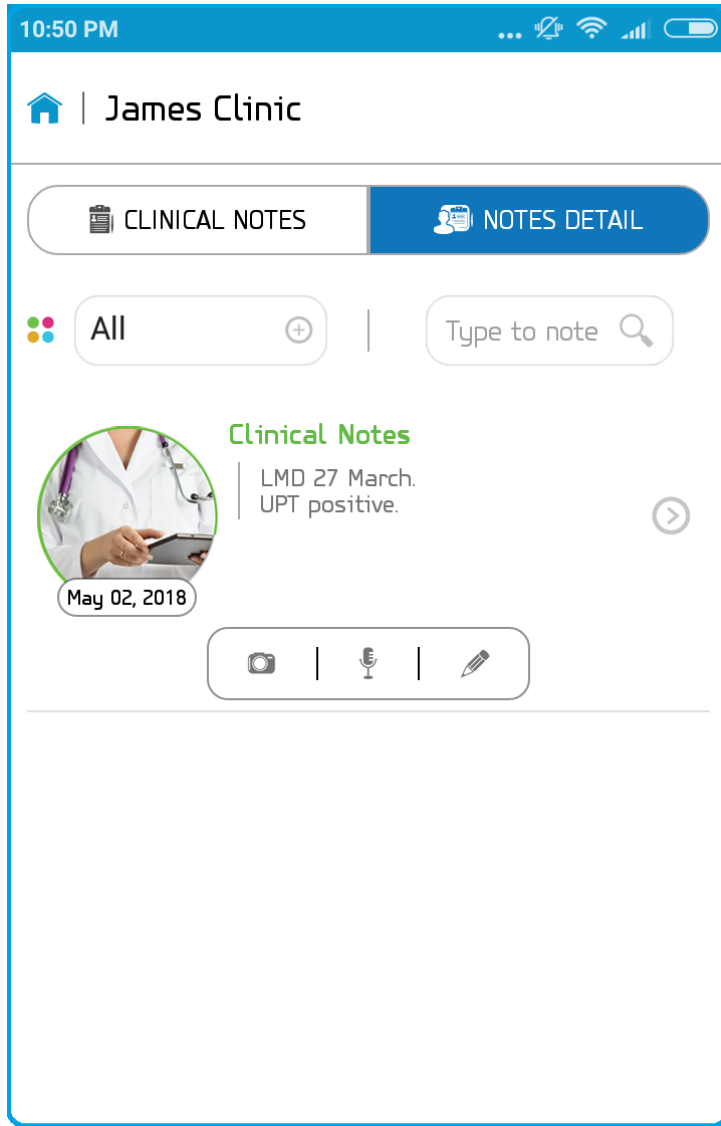 10:50 PM
James Clinic
CLINICAL NOTES
NOTES DETAIL
All
Type to note
Clinical Notes
LMD 27 March.
UPT positive.
May 02, 2018